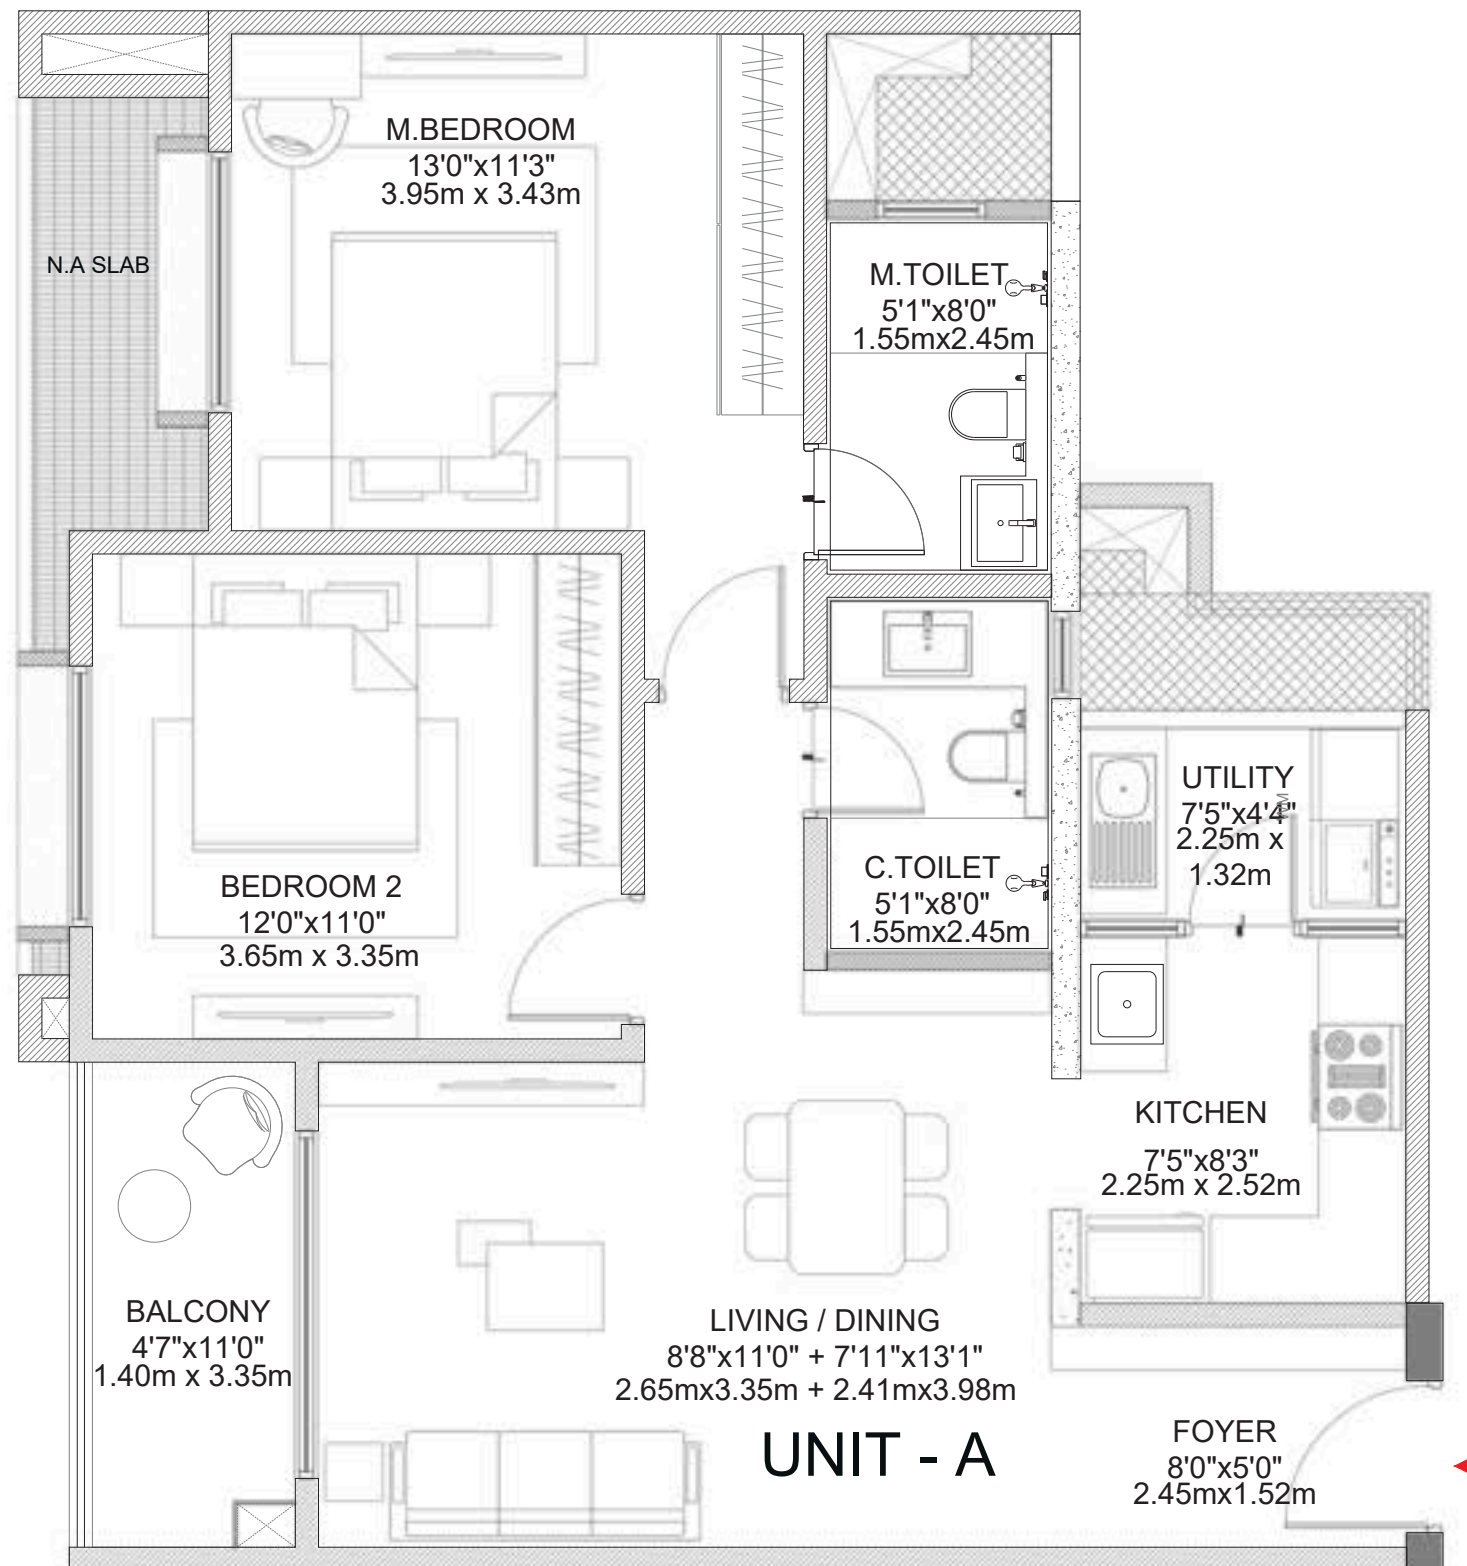 M.BEDROOM
13'0"x11'3"
3.95m x 3.43m
N.A SLAB
M.TOILET
5'1"x8'0"
1.55mx2.45m
UTILITY
7'5"x4'4"
WM
2.25m x
1.32m
C.TOILET
5'1"x8'0"
1.55mx2.45m
BEDROOM 2
12'0"x11'0"
3.65m x 3.35m
KITCHEN
7'5"x8'3"
2.25m x 2.52m
BALCONY
4'7"x11'0"
1.40m x 3.35m
LIVING / DINING
8'8"x11'0" + 7'11"x13'1"
2.65mx3.35m + 2.41mx3.98m
UNIT - A
FOYER
8'0"x5'0"
2.45mx1.52m